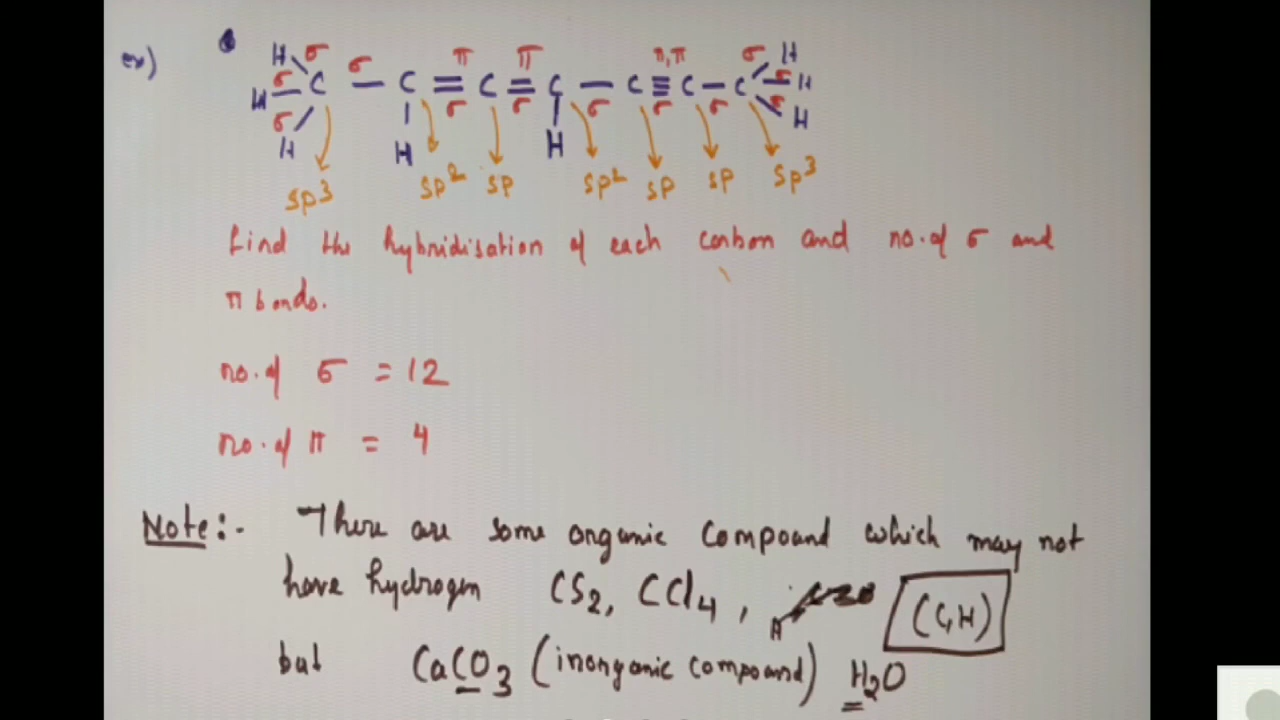 ex)
H σ σ π π π,π σ H
H σ C — C = C = C — C ≡ C — C σ H
σ H H σ σ H σ σ σ H
sp³ sp² sp sp² sp sp sp³
find the hybridisation of each carbon and no. of σ and
π bonds.
no. of σ = 12
no. of π = 4
Note:- There are some organic compound which may not
have hydrogen CS₂, CCl₄, (C,H)
but CaCO₃ (inorganic compound) H₂O